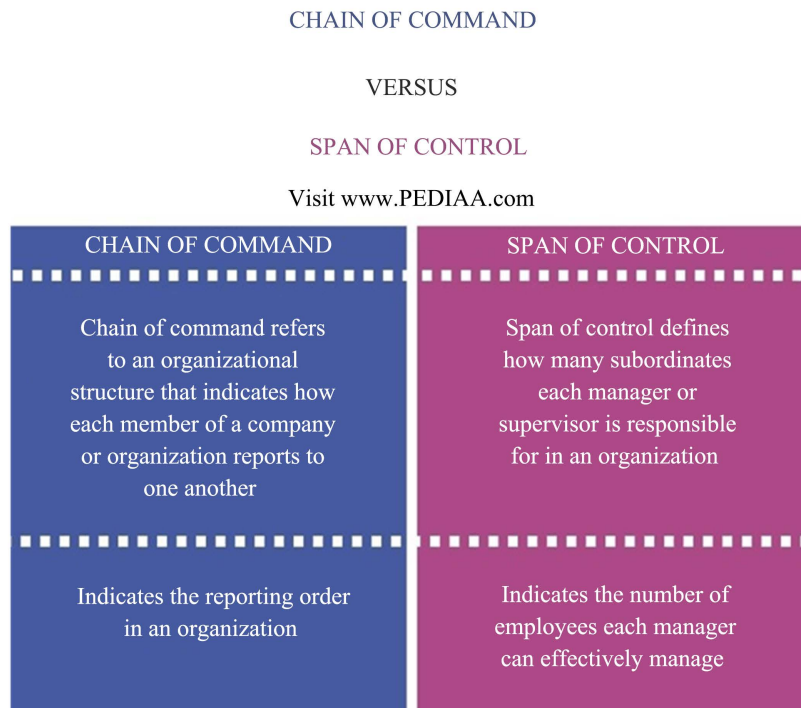 CHAIN OF COMMAND
VERSUS
SPAN OF CONTROL
Visit www.PEDIAA.com
CHAIN OF COMMAND
Chain of command refers
to an organizational
structure that indicates how
each member of a company
or organization reports to
one another
Indicates the reporting order
in an organization
SPAN OF CONTROL
Span of control defines
how many subordinates
each manager or
supervisor is responsible
for in an organization
Indicates the number of
employees each manager
can effectively manage